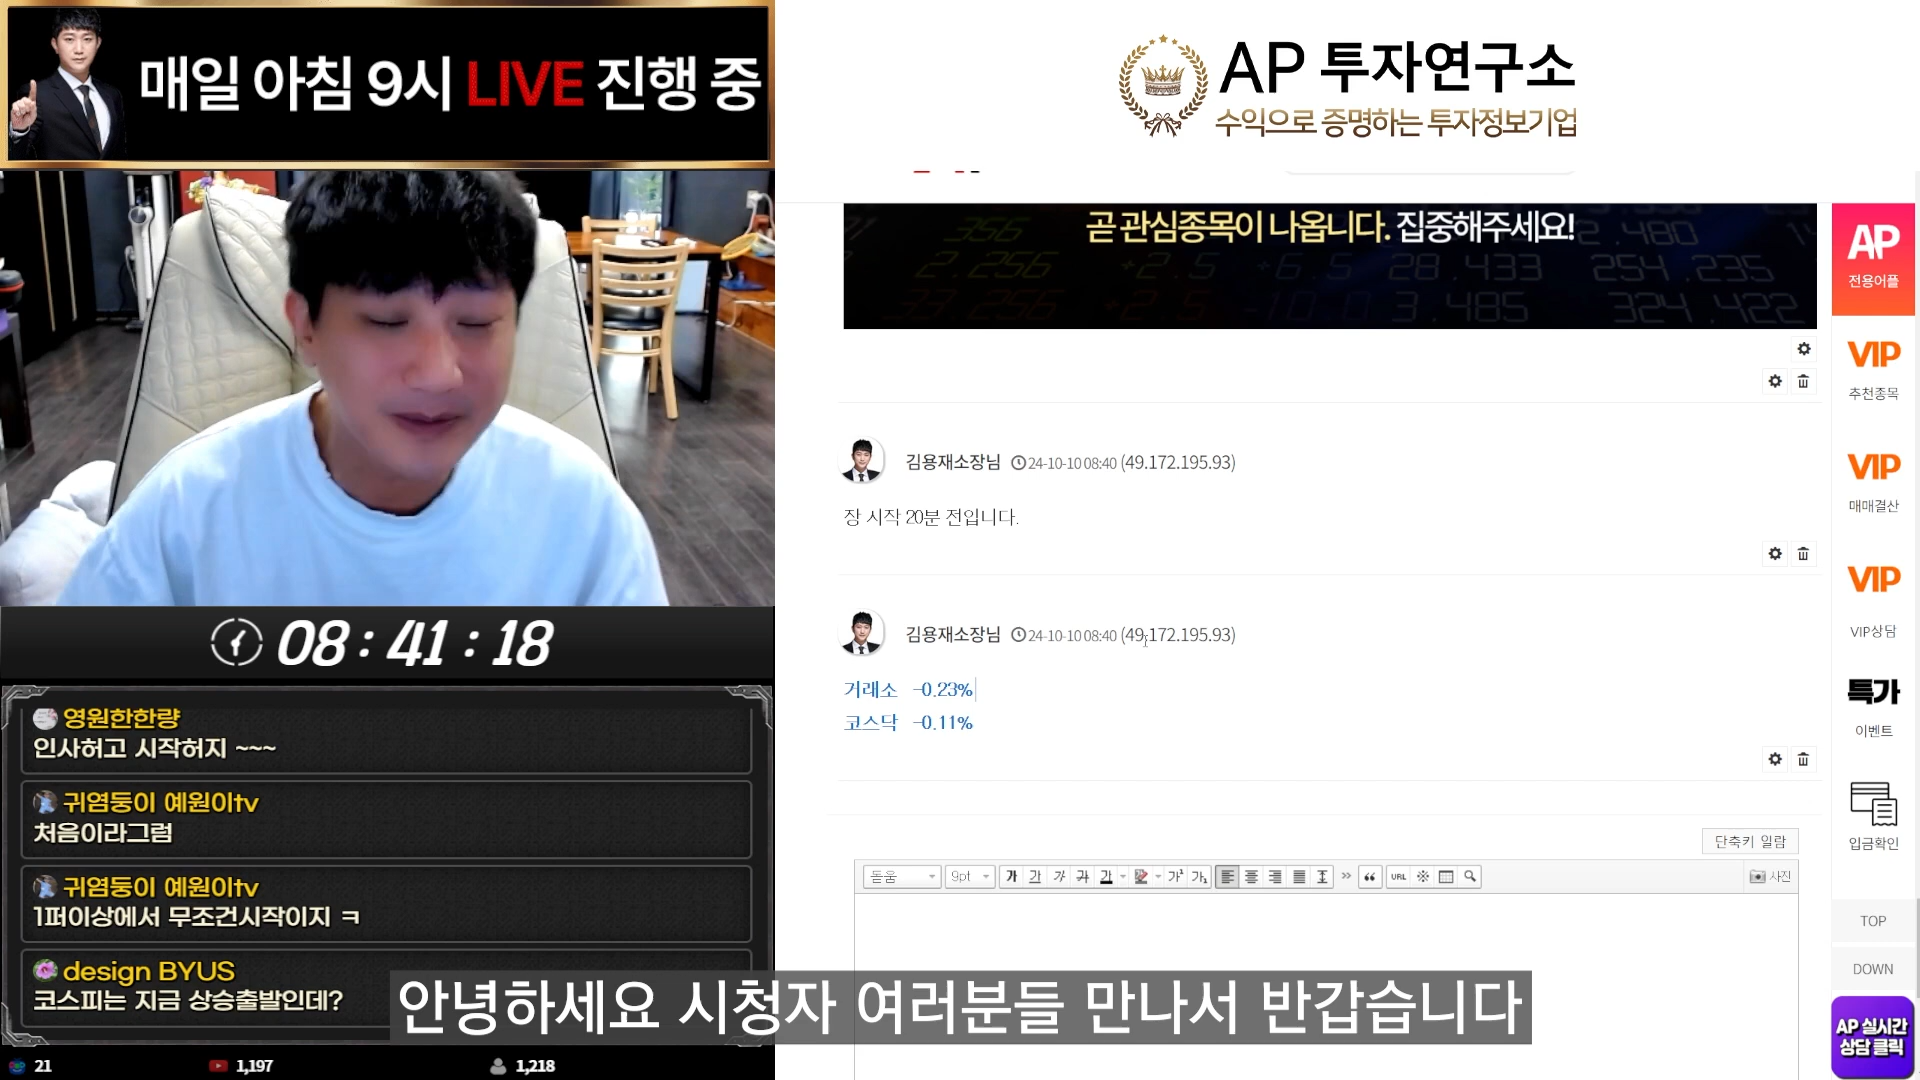 매일 아침 9시 LIVE 진행 중
AP 투자연구소
수익으로 증명하는 투자정보기업
곧 관심종목이 나옵니다. 집중해주세요!
김용재소장님 24-10-10 08:40 (49.172.195.93)
장 시작 20분 전입니다.
김용재소장님 24-10-10 08:40 (49.172.195.93)
거래소 -0.23%
코스닥 -0.11%
단축키 일람
돋움 9pt 가 가 가 가 가 가¹ 가₁ URL 사진
AP
전용어플
VIP
추천종목
VIP
매매결산
VIP
VIP상담
특가
이벤트
입금확인
TOP
DOWN
AP 실시간
상담 클릭
08:41:18
영원한한량
인사허고 시작허지 ~~~
귀염둥이 예원이tv
처음이라그럼
귀염둥이 예원이tv
1퍼이상에서 무조건시작이지 ㅋ
design BYUS
코스피는 지금 상승출발인데?
안녕하세요 시청자 여러분들 만나서 반갑습니다
21 1,197 1,218